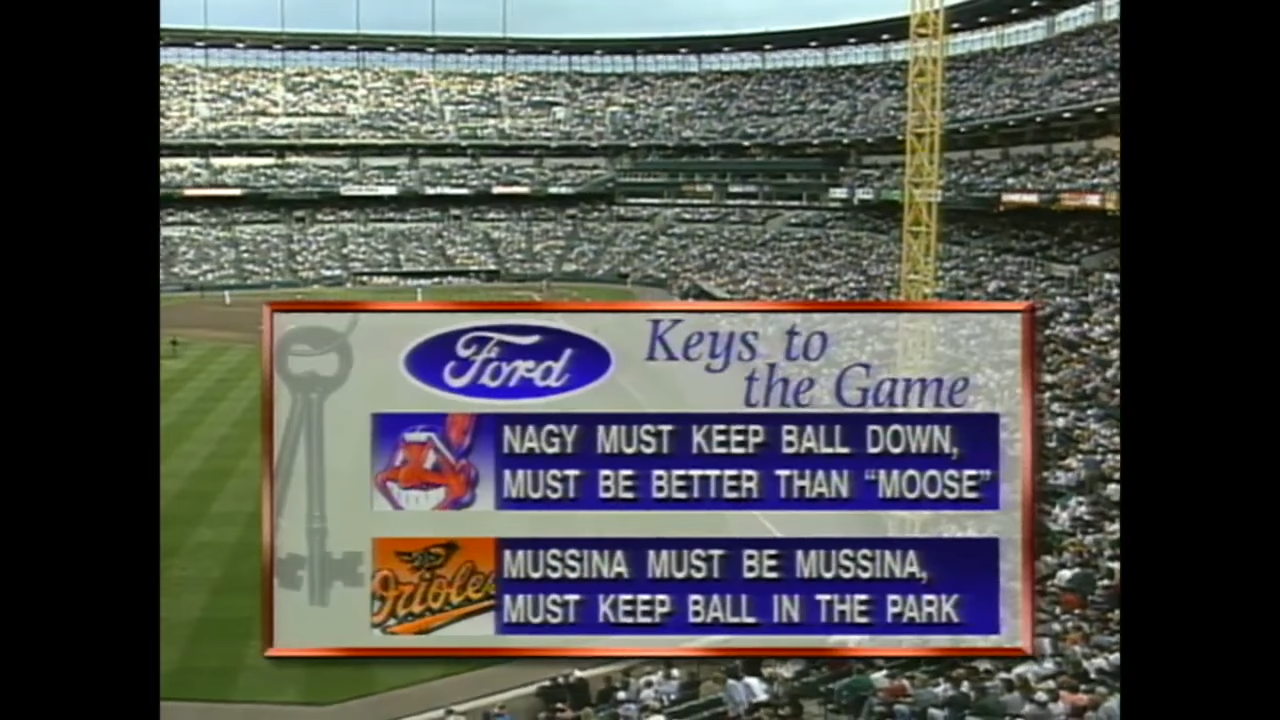 Ford
Keys to
the Game
NAGY MUST KEEP BALL DOWN,
MUST BE BETTER THAN “MOOSE”
Orioles
MUSSINA MUST BE MUSSINA,
MUST KEEP BALL IN THE PARK